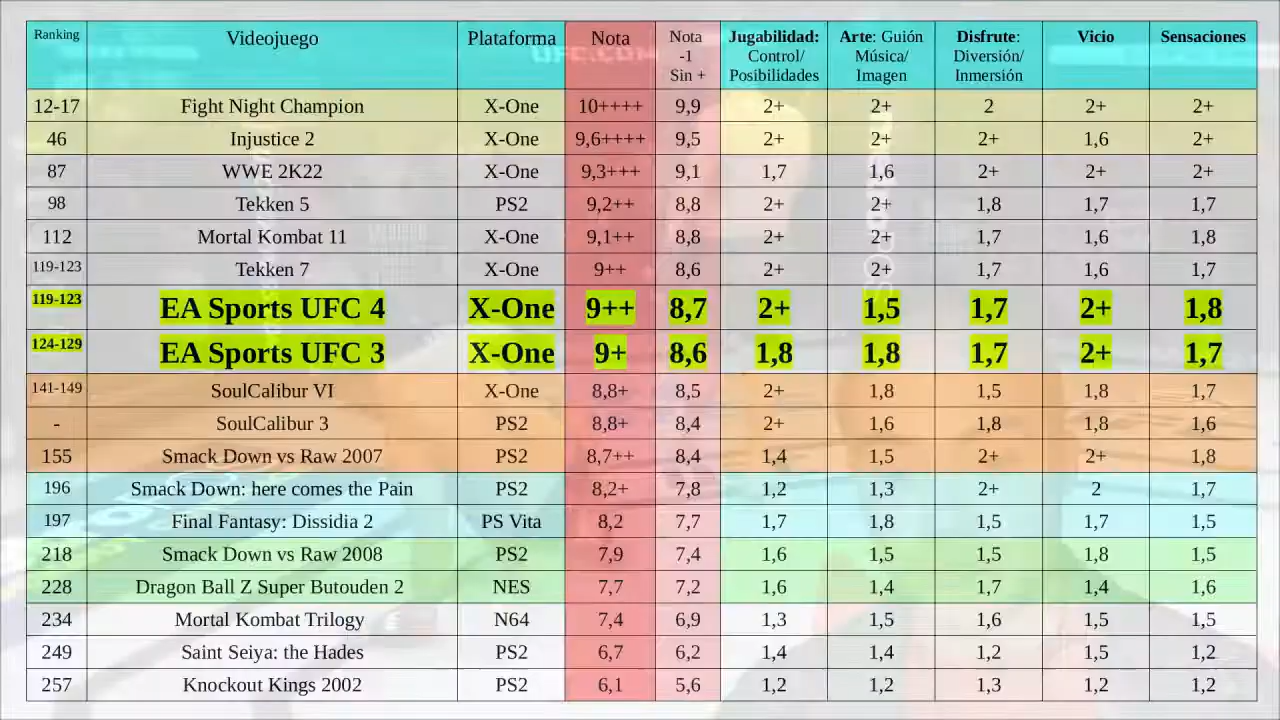 Ranking Videojuego Plataforma Nota Nota -1 Sin + Jugabilidad: Control/ Posibilidades Arte: Guión Música/ Imagen Disfrute: Diversión/ Inmersión Vicio Sensaciones
12-17 Fight Night Champion X-One 10++++ 9,9 2+ 2+ 2 2+ 2+
46 Injustice 2 X-One 9,6++++ 9,5 2+ 2+ 2+ 1,6 2+
87 WWE 2K22 X-One 9,3+++ 9,1 1,7 1,6 2+ 2+ 2+
98 Tekken 5 PS2 9,2++ 8,8 2+ 2+ 1,8 1,7 1,7
112 Mortal Kombat 11 X-One 9,1++ 8,8 2+ 2+ 1,7 1,6 1,8
119-123 Tekken 7 X-One 9++ 8,6 2+ 2+ 1,7 1,6 1,7
119-123 EA Sports UFC 4 X-One 9++ 8,7 2+ 1,5 1,7 2+ 1,8
124-129 EA Sports UFC 3 X-One 9+ 8,6 1,8 1,8 1,7 2+ 1,7
141-149 SoulCalibur VI X-One 8,8+ 8,5 2+ 1,8 1,5 1,8 1,7
- SoulCalibur 3 PS2 8,8+ 8,4 2+ 1,6 1,8 1,8 1,6
155 Smack Down vs Raw 2007 PS2 8,7++ 8,4 1,4 1,5 2+ 2+ 1,8
196 Smack Down: here comes the Pain PS2 8,2+ 7,8 1,2 1,3 2+ 2 1,7
197 Final Fantasy: Dissidia 2 PS Vita 8,2 7,7 1,7 1,8 1,5 1,7 1,5
218 Smack Down vs Raw 2008 PS2 7,9 7,4 1,6 1,5 1,5 1,8 1,5
228 Dragon Ball Z Super Butouden 2 NES 7,7 7,2 1,6 1,4 1,7 1,4 1,6
234 Mortal Kombat Trilogy N64 7,4 6,9 1,3 1,5 1,6 1,5 1,5
249 Saint Seiya: the Hades PS2 6,7 6,2 1,4 1,4 1,2 1,5 1,2
257 Knockout Kings 2002 PS2 6,1 5,6 1,2 1,2 1,3 1,2 1,2